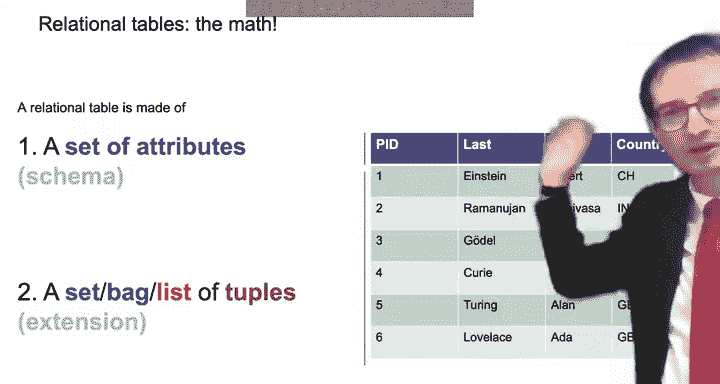 Relational tables: the math!
A relational table is made of
1. A set of attributes
(schema)
2. A set/bag/list of tuples
(extension)
PID Last
1 Einstein CH
2 Ramanujan
3 Gödel
4 Curie
5 Turing Alan
6 Lovelace Ada